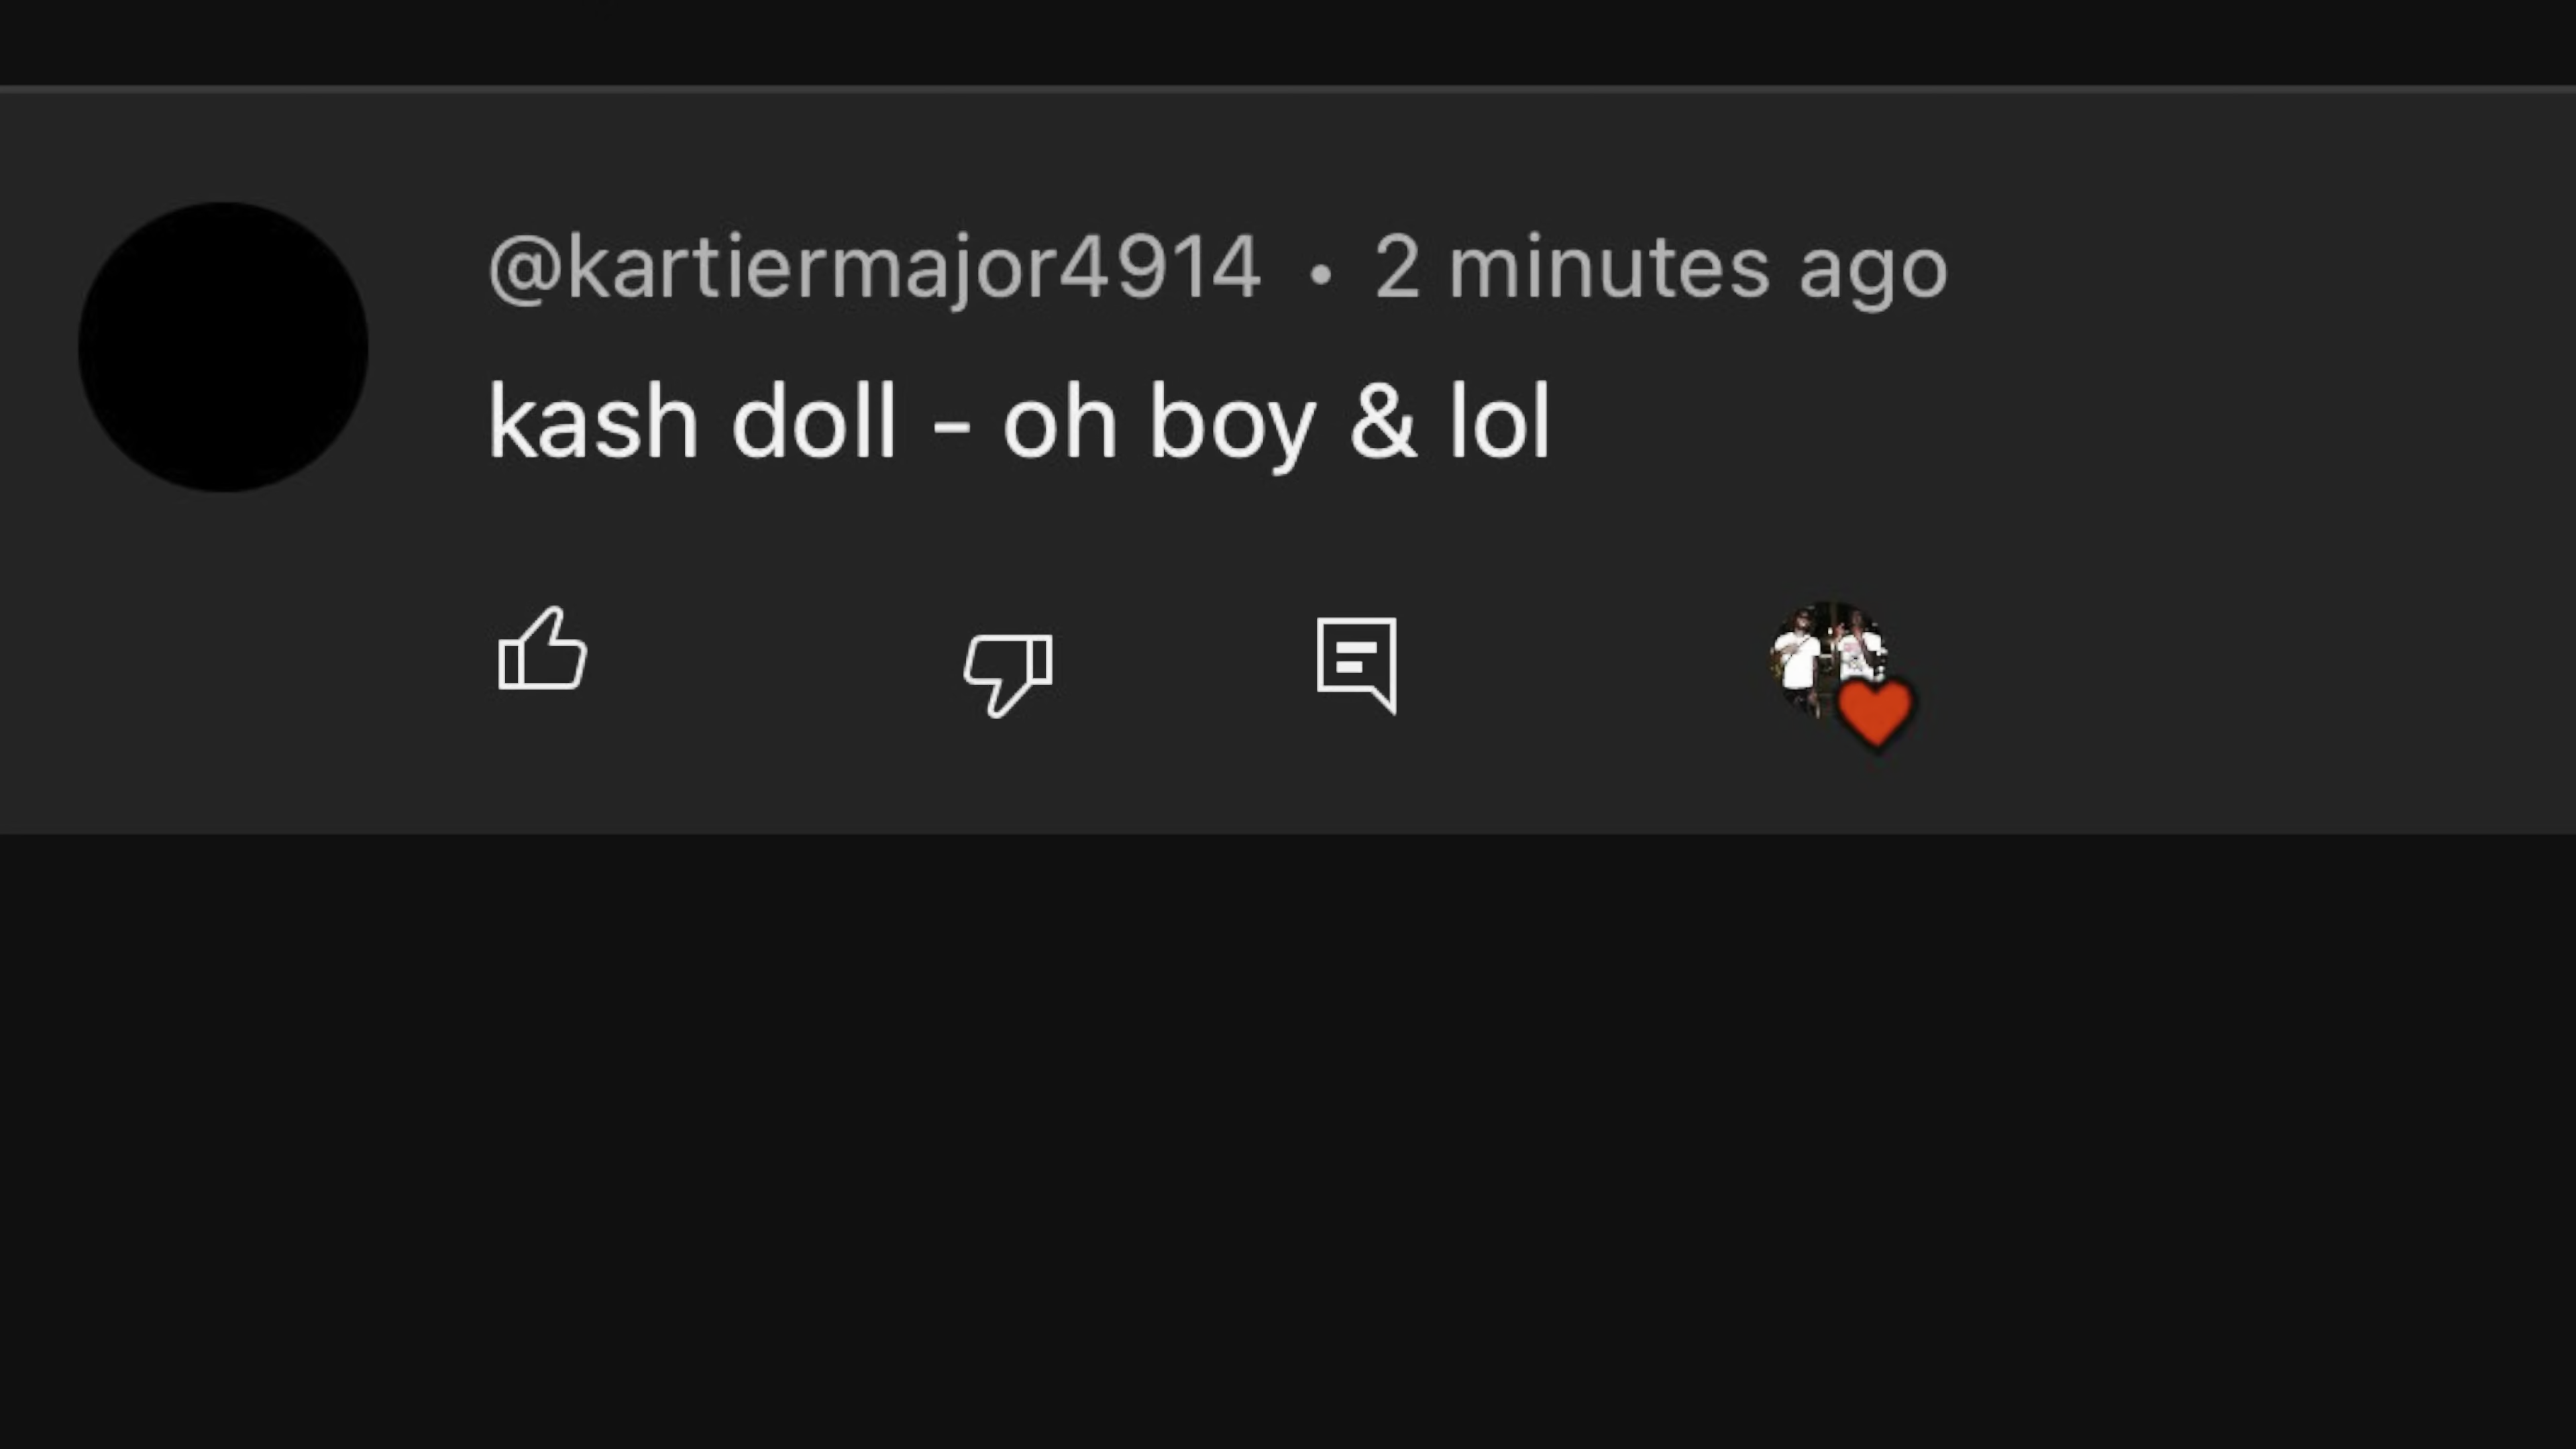 @kartiermajor4914 • 2 minutes ago
kash doll - oh boy & lol